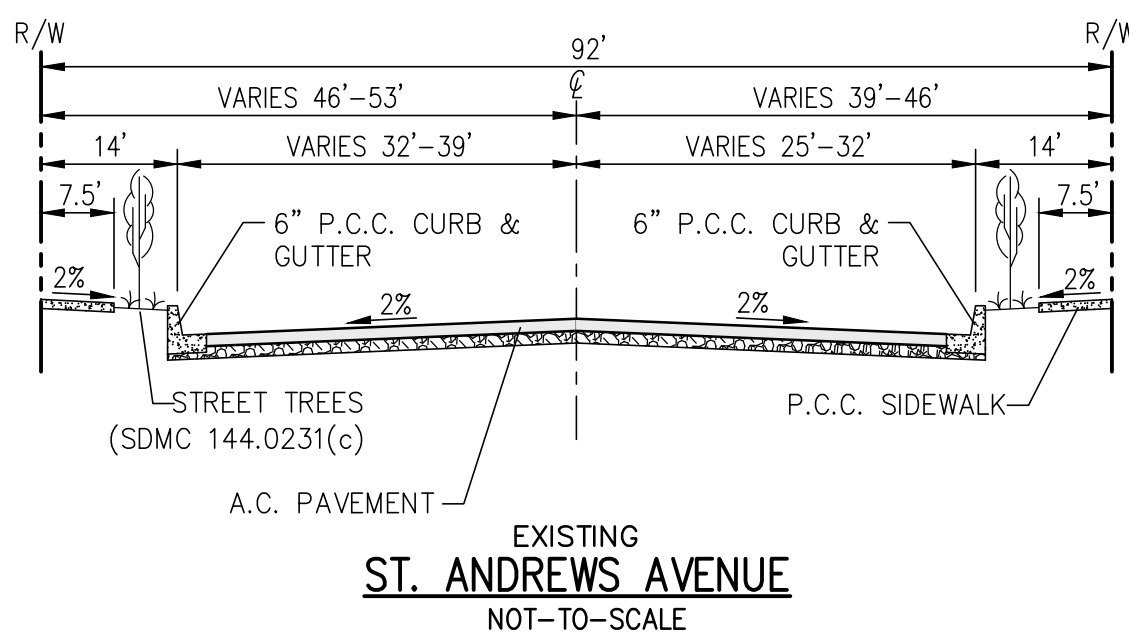 R/W
R/W
92'
℄
VARIES 46'-53'
VARIES 39'-46'
14'
VARIES 32'-39'
VARIES 25'-32'
14'
7.5'
7.5'
6" P.C.C. CURB &
GUTTER
6" P.C.C. CURB &
GUTTER
2%
2%
2%
2%
STREET TREES
(SDMC 144.0231(c)
P.C.C. SIDEWALK
A.C. PAVEMENT
EXISTING
ST. ANDREWS AVENUE
NOT-TO-SCALE